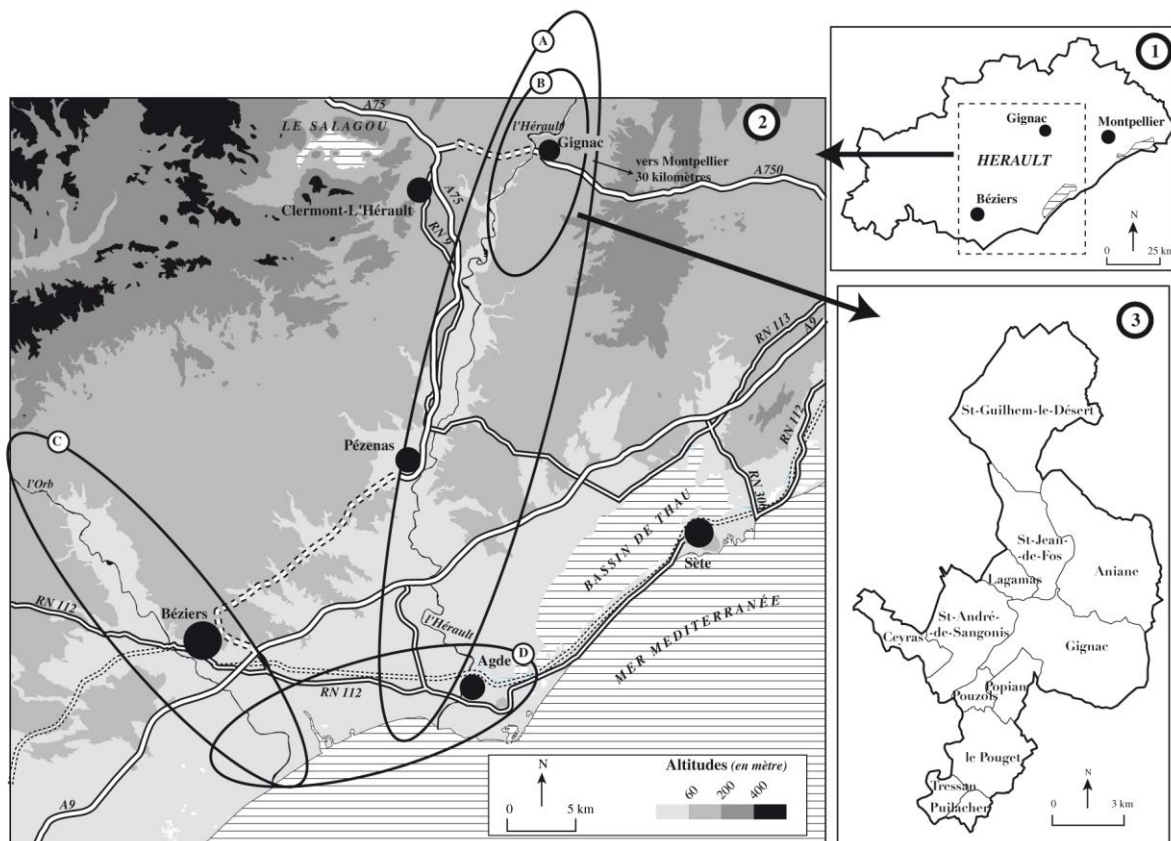 A
B
A75
l'Hérault
LE SALAGOU
2
Gignac
vers Montpellier
30 kilomètres
A750
A75
Clermont-L'Hérault
RN 9
RN 113
A9
RN 112
C
Pézenas
l'Orb
RN 300
BASSIN DE THAU
Sète
MER MEDITERRANÉE
RN 112
Béziers
l'Hérault
Agde
D
RN 112
A9
N
0 5 km
Altitudes (en mètre)
60 200 400
1
Gignac
Montpellier
HERAULT
Béziers
N
0 25 km
3
St-Guilhem-le-Désert
St-Jean-
-de-Fos
Aniane
Lagamas
St-André-
-de-Sangonis
Ceyras
Gignac
Popian
Pouzols
le Pouget
Tressan
Puilacher
N
0 3 km